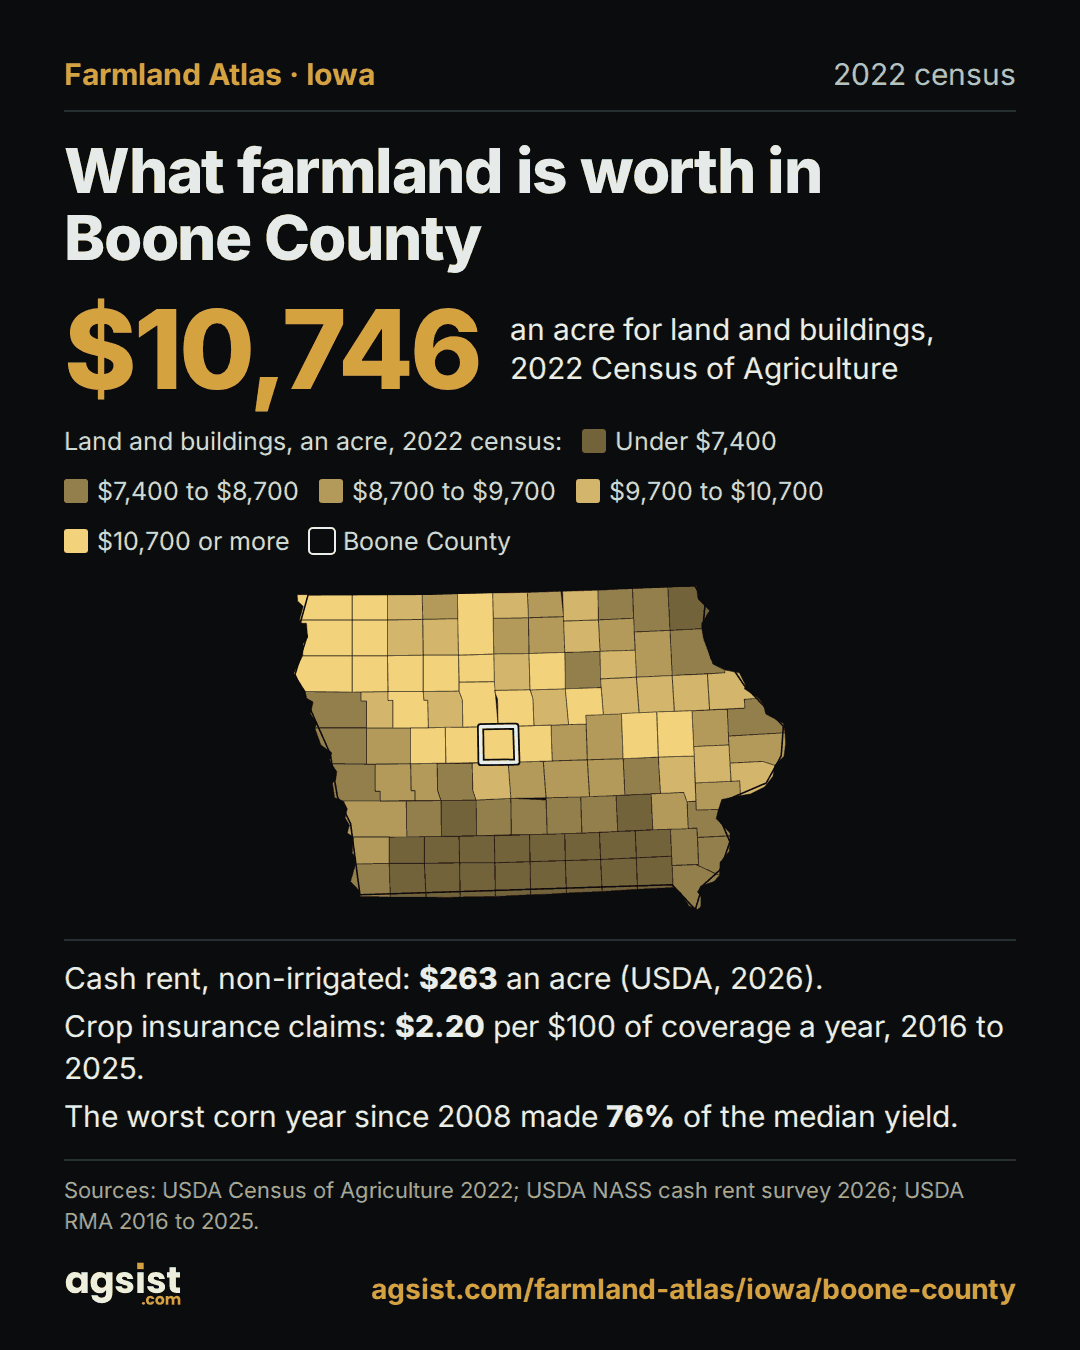 Farmland Atlas · Iowa
2022 census
What farmland is worth in
Boone County
$10,746
an acre for land and buildings,
2022 Census of Agriculture
Land and buildings, an acre, 2022 census: Under $7,400
$7,400 to $8,700 $8,700 to $9,700 $9,700 to $10,700
$10,700 or more Boone County
Cash rent, non-irrigated: $263 an acre (USDA, 2026).
Crop insurance claims: $2.20 per $100 of coverage a year, 2016 to
2025.
The worst corn year since 2008 made 76% of the median yield.
Sources: USDA Census of Agriculture 2022; USDA NASS cash rent survey 2026; USDA
RMA 2016 to 2025.
agsist
.com
agsist.com/farmland-atlas/iowa/boone-county